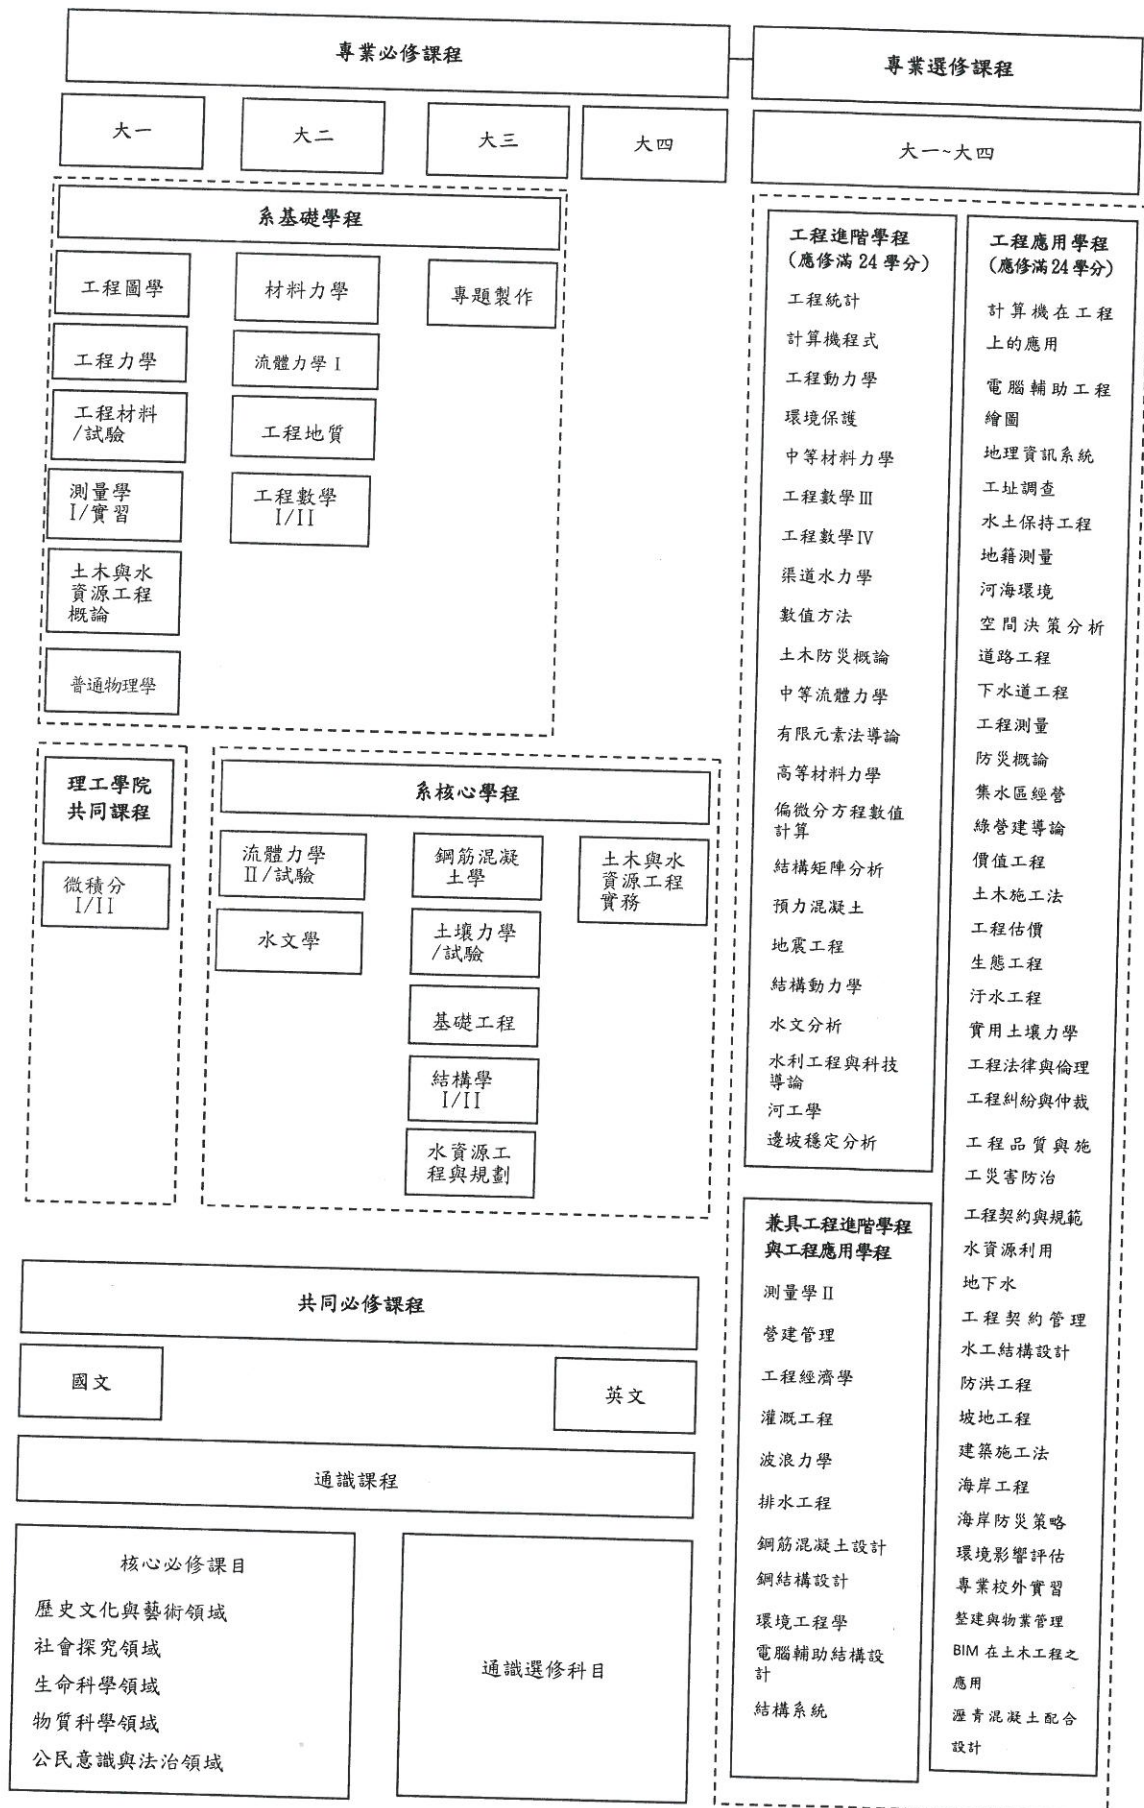 專業必修課程
專業選修課程
大一
大二
大三
大四
大一~大四
系基礎學程
工程圖學
工程力學
工程材料
/試驗
測量學
I/實習
土木與水
資源工程
概論
普通物理學
材料力學
流體力學 I
工程地質
工程數學
I/II
專題製作
理工學院
共同課程
微積分
I/II
系核心學程
流體力學
II/試驗
水文學
鋼筋混凝
土學
土壤力學
/試驗
基礎工程
結構學
I/II
水資源工
程與規劃
土木與水
資源工程
實務
共同必修課程
國文
英文
通識課程
核心必修課目
歷史文化與藝術領域
社會探究領域
生命科學領域
物質科學領域
公民意識與法治領域
通識選修科目
工程進階學程
(應修滿 24 學分)
工程統計
計算機程式
工程動力學
環境保護
中等材料力學
工程數學Ⅲ
工程數學Ⅳ
渠道水力學
數值方法
土木防災概論
中等流體力學
有限元素法導論
高等材料力學
偏微分方程數值
計算
結構矩陣分析
預力混凝土
地震工程
結構動力學
水文分析
水利工程與科技
導論
河工學
邊坡穩定分析
兼具工程進階學程
與工程應用學程
測量學Ⅱ
營建管理
工程經濟學
灌溉工程
波浪力學
排水工程
鋼筋混凝土設計
鋼結構設計
環境工程學
電腦輔助結構設
計
結構系統
工程應用學程
(應修滿 24 學分)
計算機在工程
上的應用
電腦輔助工程
繪圖
地理資訊系統
工址調查
水土保持工程
地籍測量
河海環境
空間決策分析
道路工程
下水道工程
工程測量
防災概論
集水區經營
綠營建導論
價值工程
土木施工法
工程估價
生態工程
汙水工程
實用土壤力學
工程法律與倫理
工程糾紛與仲裁
工程品質與施
工災害防治
工程契約與規範
水資源利用
地下水
工程契約管理
水工結構設計
防洪工程
坡地工程
建築施工法
海岸工程
海岸防災策略
環境影響評估
專業校外實習
整建與物業管理
BIM 在土木工程之
應用
瀝青混凝土配合
設計